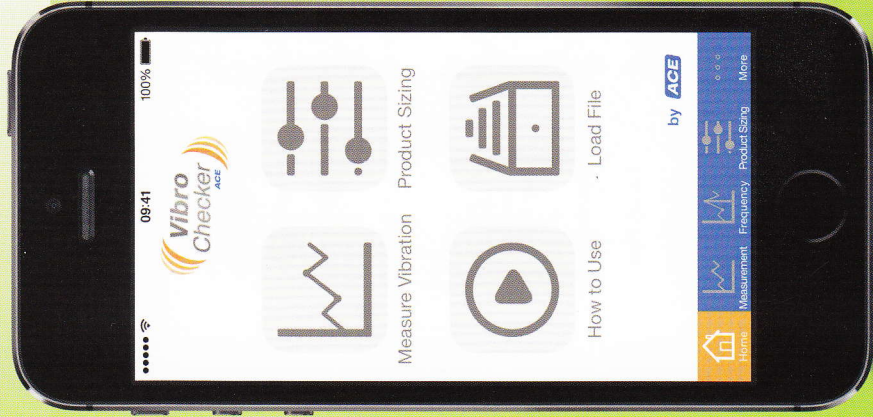 09:41
100%
Vibro
Checker
ACE
Measure Vibration
Product Sizing
How to Use
Load File
by ACE
Home
Measurement
Frequency
Product Sizing
More